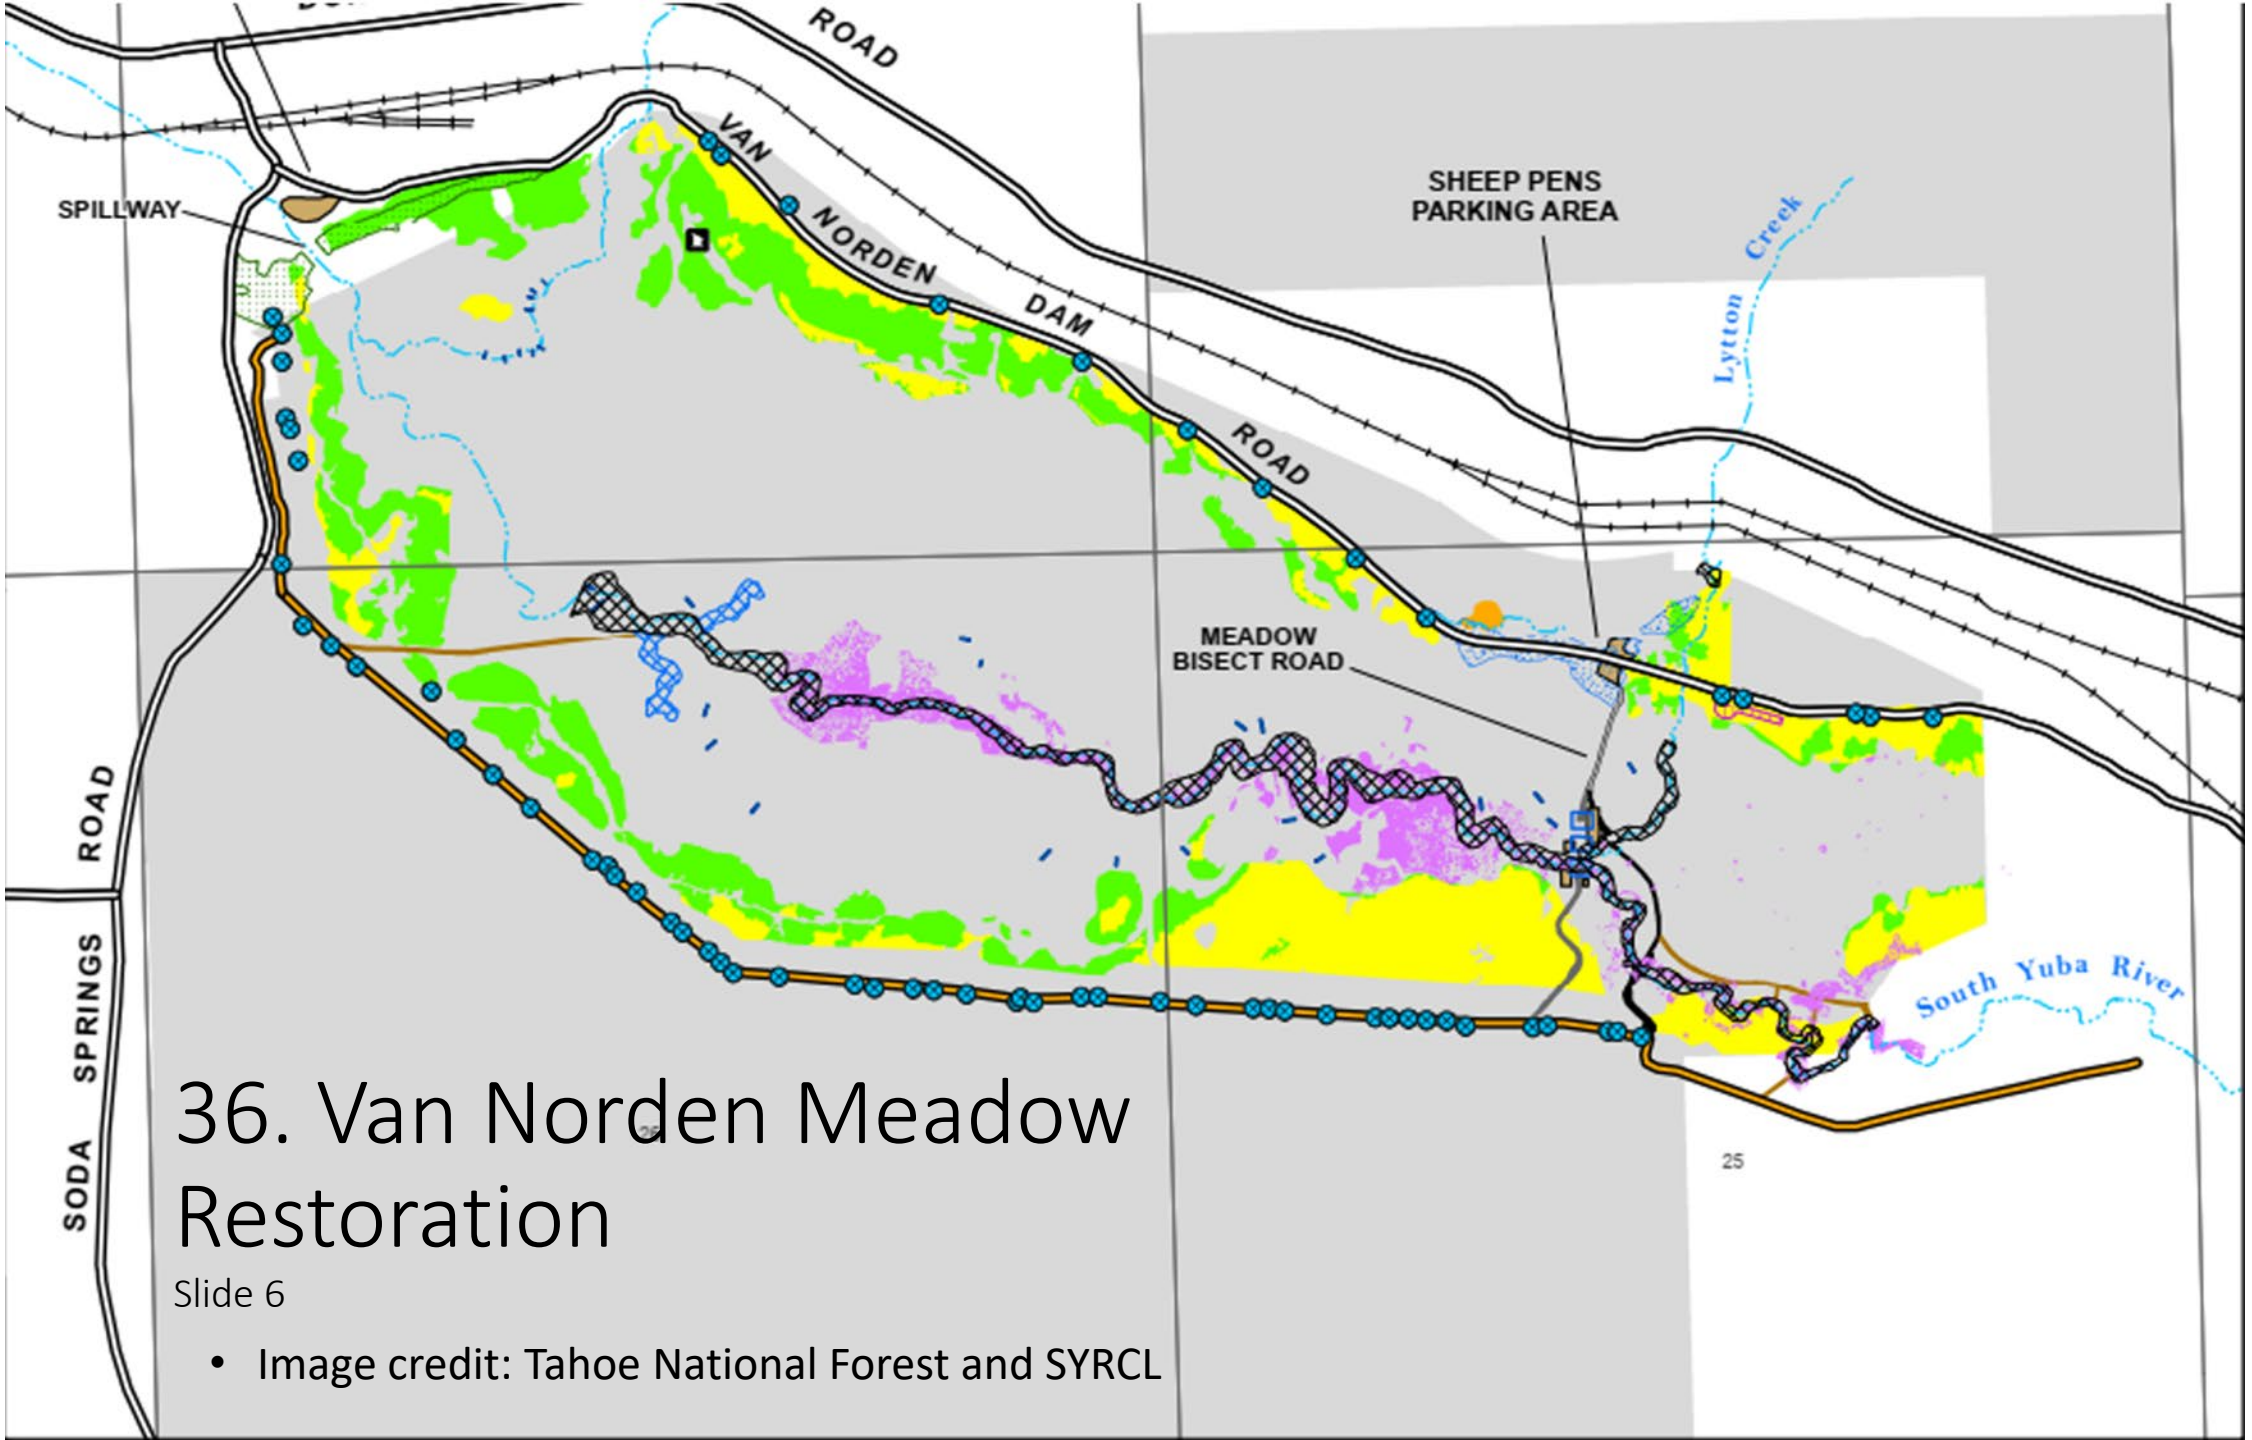 ROAD
VAN
NORDEN
DAM
ROAD
SPILLWAY
SHEEP PENS
PARKING AREA
Lytton Creek
MEADOW
BISECT ROAD
SODA SPRINGS ROAD
South Yuba River
36. Van Norden Meadow
26
Restoration
25
Slide 6
• Image credit: Tahoe National Forest and SYRCL